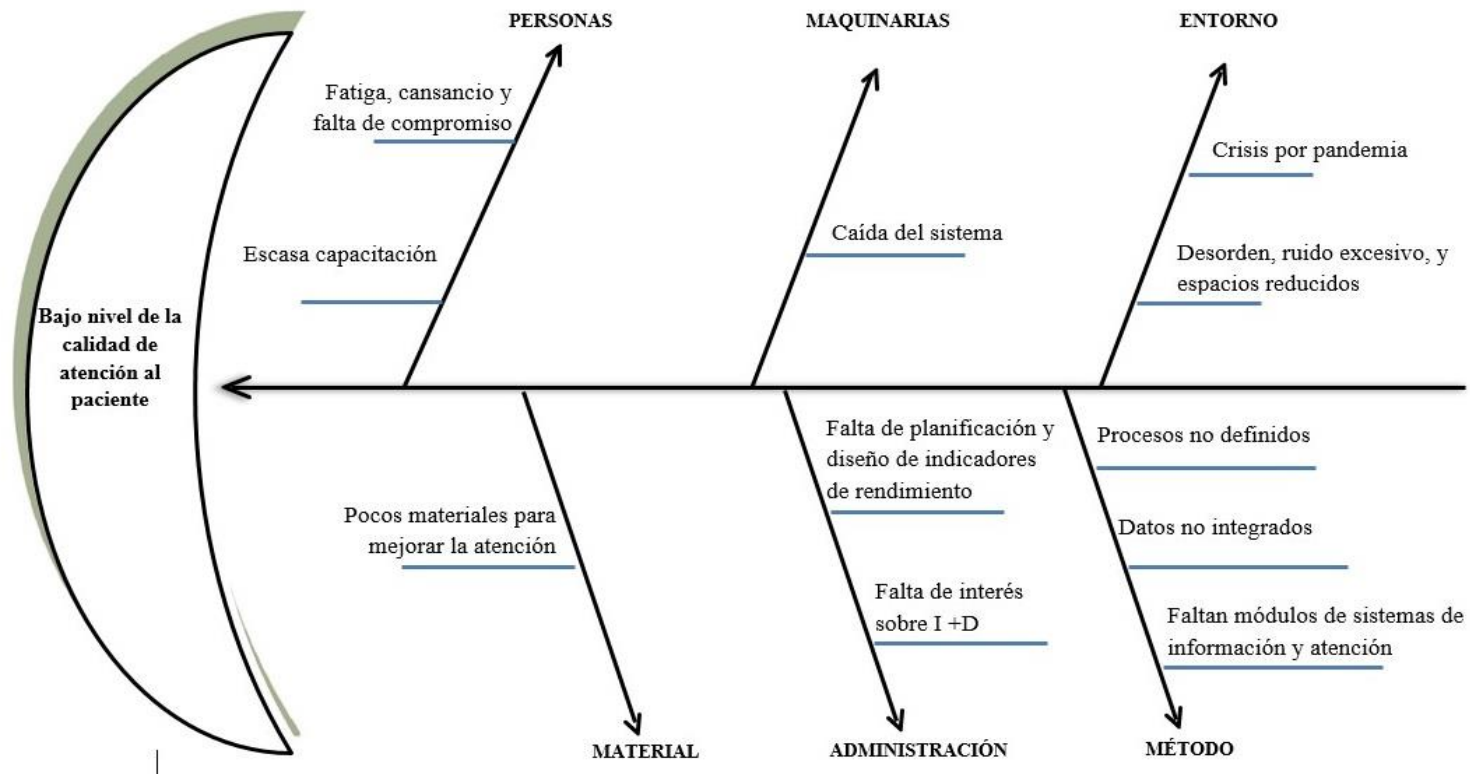 PERSONAS
MAQUINARIAS
ENTORNO
Fatiga, cansancio y
falta de compromiso
Escasa capacitación
Caída del sistema
Crisis por pandemia
Desorden, ruido excesivo, y
espacios reducidos
Bajo nivel de la
calidad de
atención al
paciente
Pocos materiales para
mejorar la atención
Falta de planificación y
diseño de indicadores
de rendimiento
Falta de interés
sobre I +D
Procesos no definidos
Datos no integrados
Faltan módulos de sistemas de
información y atención
MATERIAL
ADMINISTRACIÓN
MÉTODO